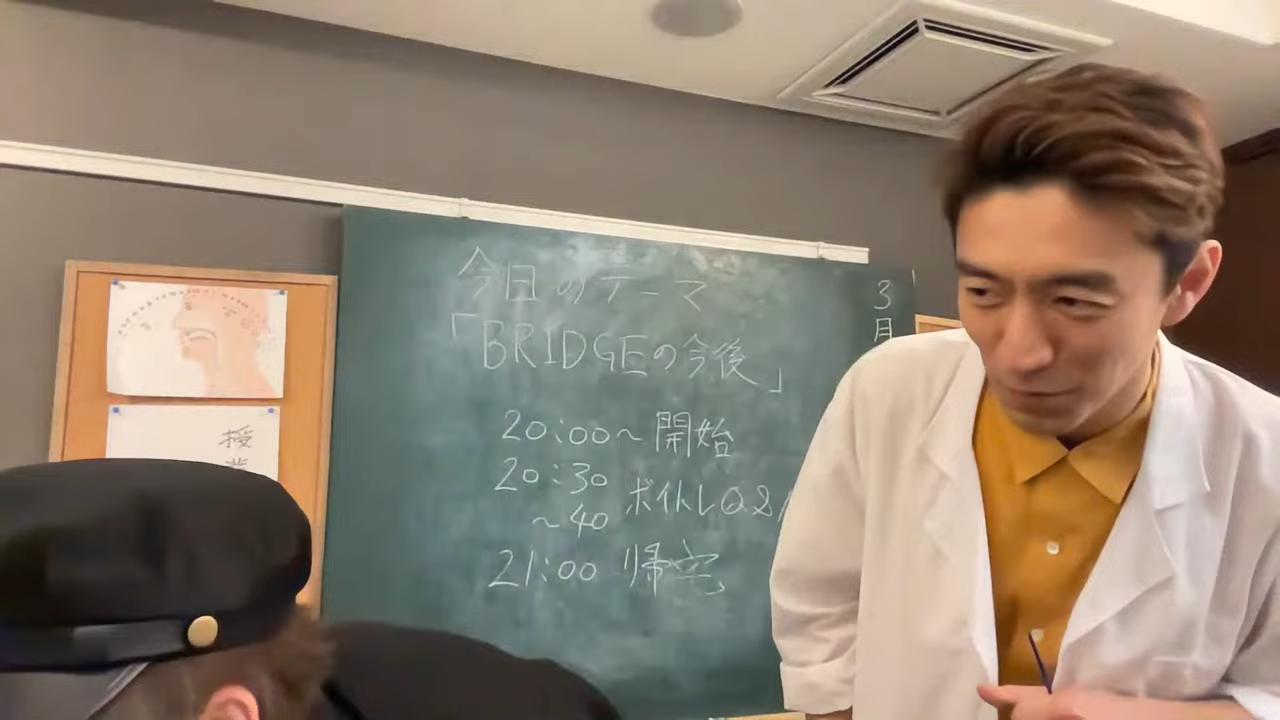 今日のテーマ
「BRIDGEの今後」
20:00～開始
20:30
～40 ボイトレQ&
21:00 帰宅
3月
授業